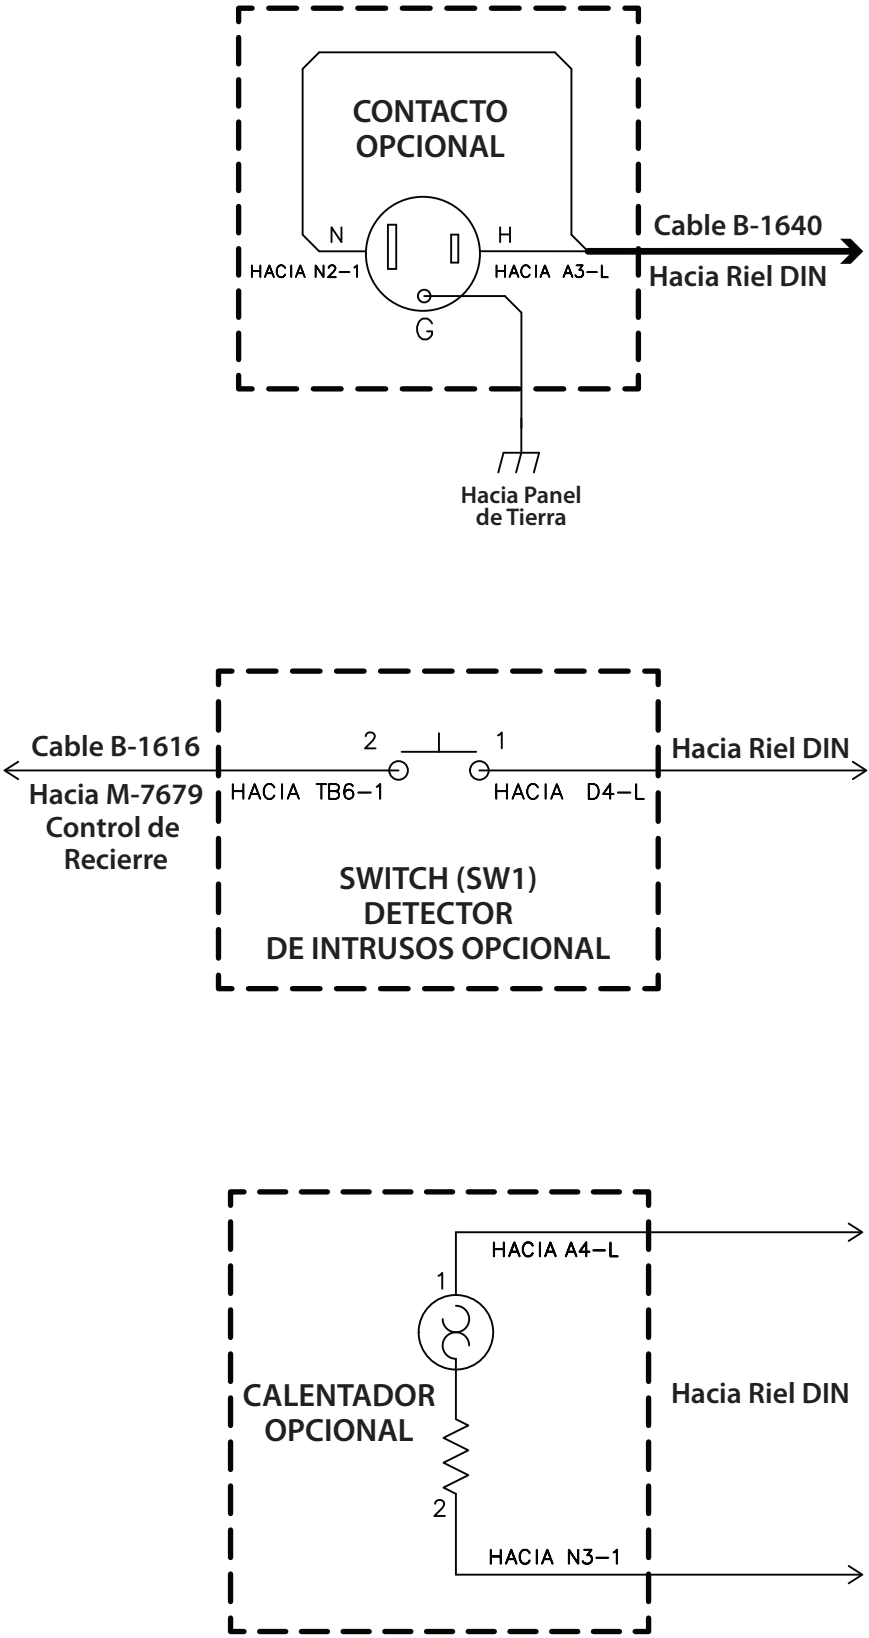 CONTACTO
OPCIONAL
N
H
HACIA N2-1
HACIA A3-L
G
Cable B-1640
Hacia Riel DIN
Hacia Panel
de Tierra
Cable B-1616
Hacia M-7679
Control de
Recierre
2
1
HACIA TB6-1
HACIA D4-L
Hacia Riel DIN
SWITCH (SW1)
DETECTOR
DE INTRUSOS OPCIONAL
HACIA A4-L
1
CALENTADOR
OPCIONAL
Hacia Riel DIN
2
HACIA N3-1